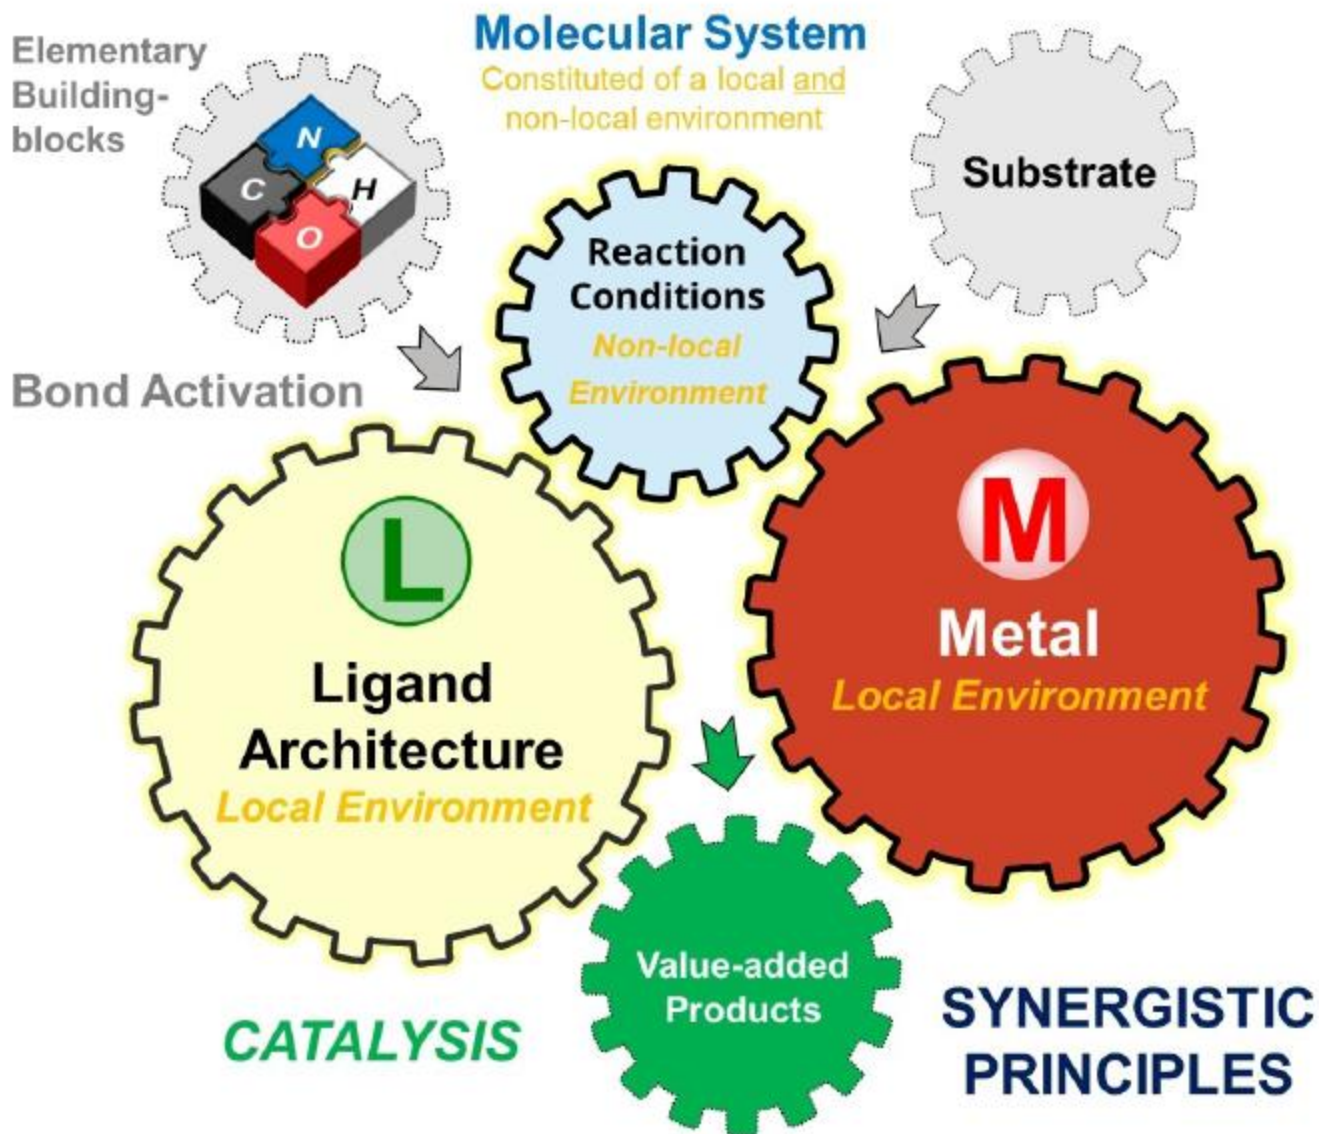 Elementary
Building-
blocks
N
C
H
O
Molecular System
Constituted of a local and
non-local environment
Substrate
Reaction
Conditions
Non-local
Environment
Bond Activation
L
Ligand
Architecture
Local Environment
M
Metal
Local Environment
Value-added
Products
CATALYSIS
SYNERGISTIC
PRINCIPLES